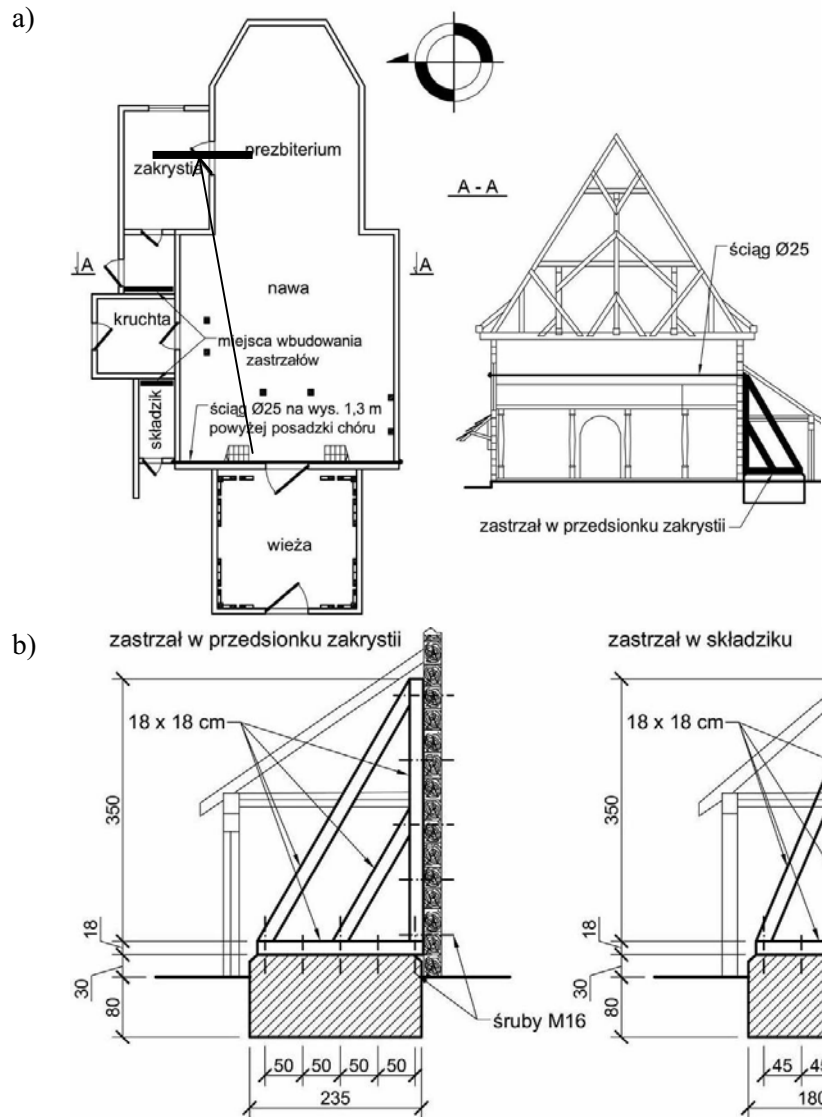 a)
prezbiterium
zakrystia
A - A
ściąg Ø25
A
A
nawa
kruchta
miejsca wbudowania
zastrzałów
składzik
ściąg Ø25 na wys. 1,3 m
powyżej posadzki chóru
zastrzał w przedsionku zakrystii
wieża
b)
zastrzał w przedsionku zakrystii
18 x 18 cm
350
18
30
80
śruby M16
50
50
50
50
235
zastrzał w składziku
18 x 18 cm
350
18
30
80
45
45
180